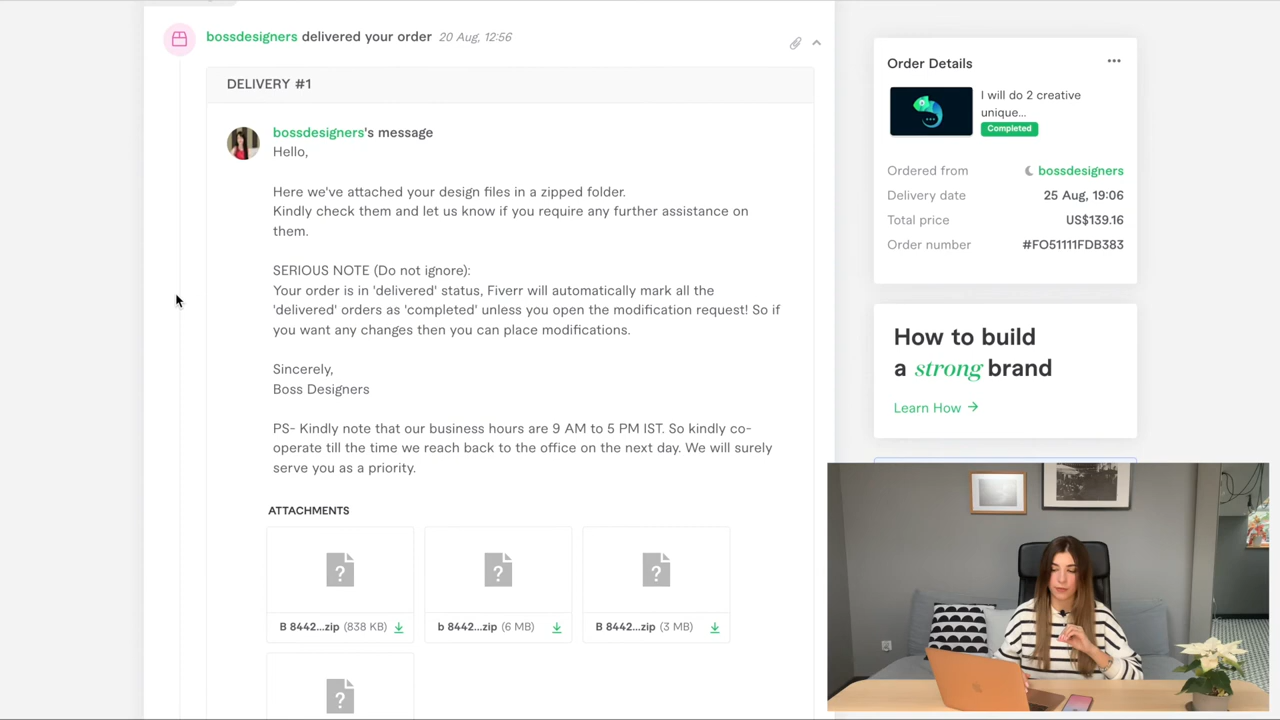 bossdesigners delivered your order 20 Aug, 12:56
DELIVERY #1
bossdesigners's message
Hello,
Here we've attached your design files in a zipped folder.
Kindly check them and let us know if you require any further assistance on
them.
SERIOUS NOTE (Do not ignore):
Your order is in 'delivered' status, Fiverr will automatically mark all the
'delivered' orders as 'completed' unless you open the modification request! So if
you want any changes then you can place modifications.
Sincerely,
Boss Designers
PS- Kindly note that our business hours are 9 AM to 5 PM IST. So kindly co-
operate till the time we reach back to the office on the next day. We will surely
serve you as a priority.
ATTACHMENTS
B 8442...zip (838 KB)
b 8442...zip (6 MB)
B 8442...zip (3 MB)
Order Details
I will do 2 creative
unique...
Completed
Ordered from bossdesigners
Delivery date 25 Aug, 19:06
Total price US$139.16
Order number #FO51111FDB383
How to build
a strong brand
Learn How